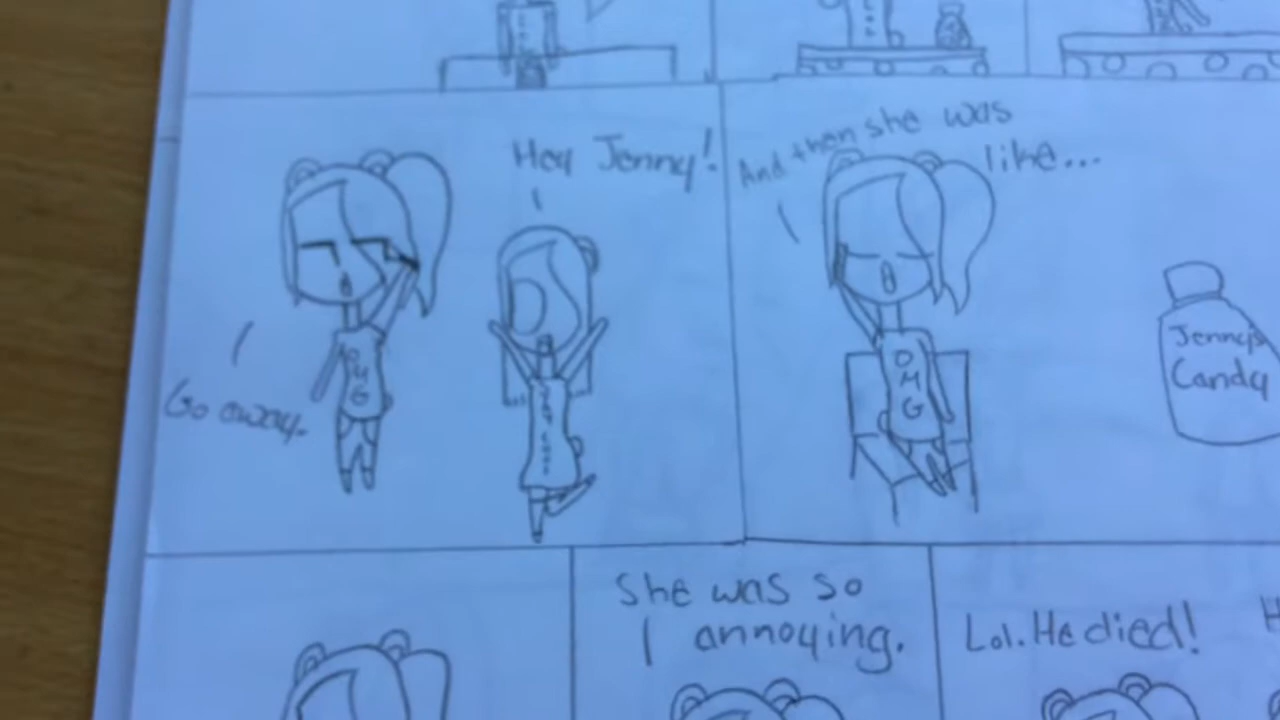 Hey Jenny!
Go away.
OMG
And then she was
like...
OMG
Jenny's
Candy
She was so
annoying.
Lol. He died!
H